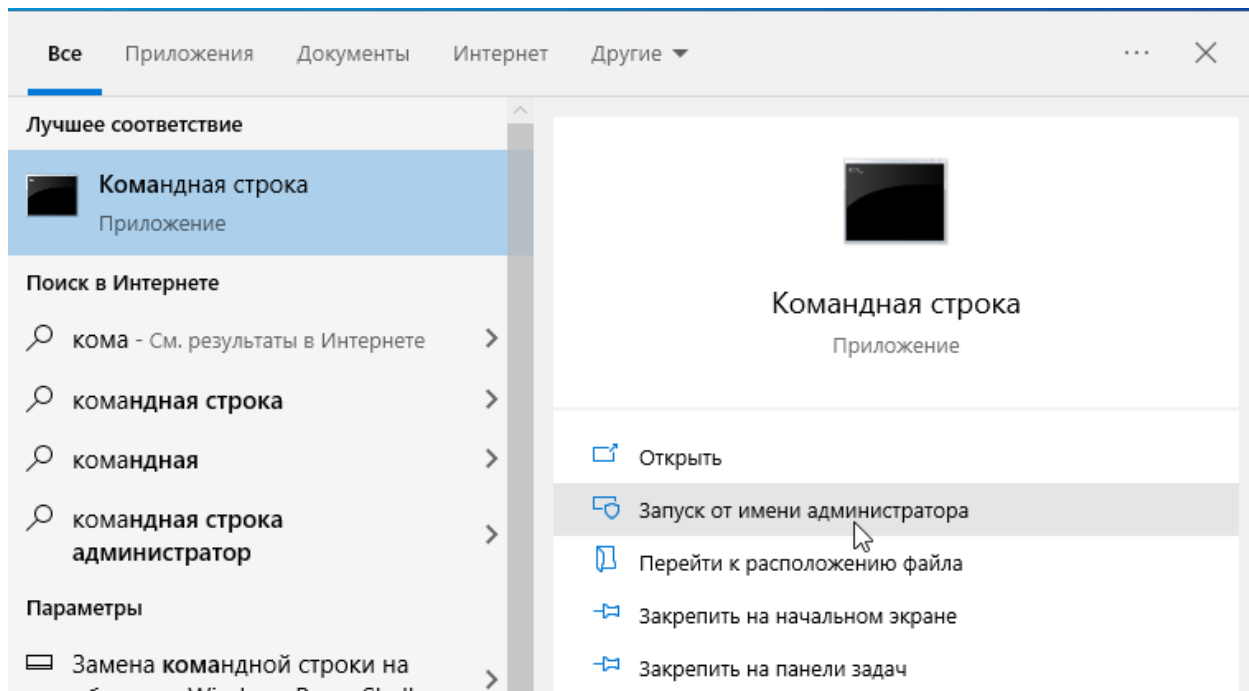 Все Приложения Документы Интернет Другие
Лучшее соответствие
Командная строка
Приложение
Поиск в Интернете
кома - См. результаты в Интернете
командная строка
командная
командная строка
администратор
Параметры
Замена командной строки на
Командная строка
Приложение
Открыть
Запуск от имени администратора
Перейти к расположению файла
Закрепить на начальном экране
Закрепить на панели задач